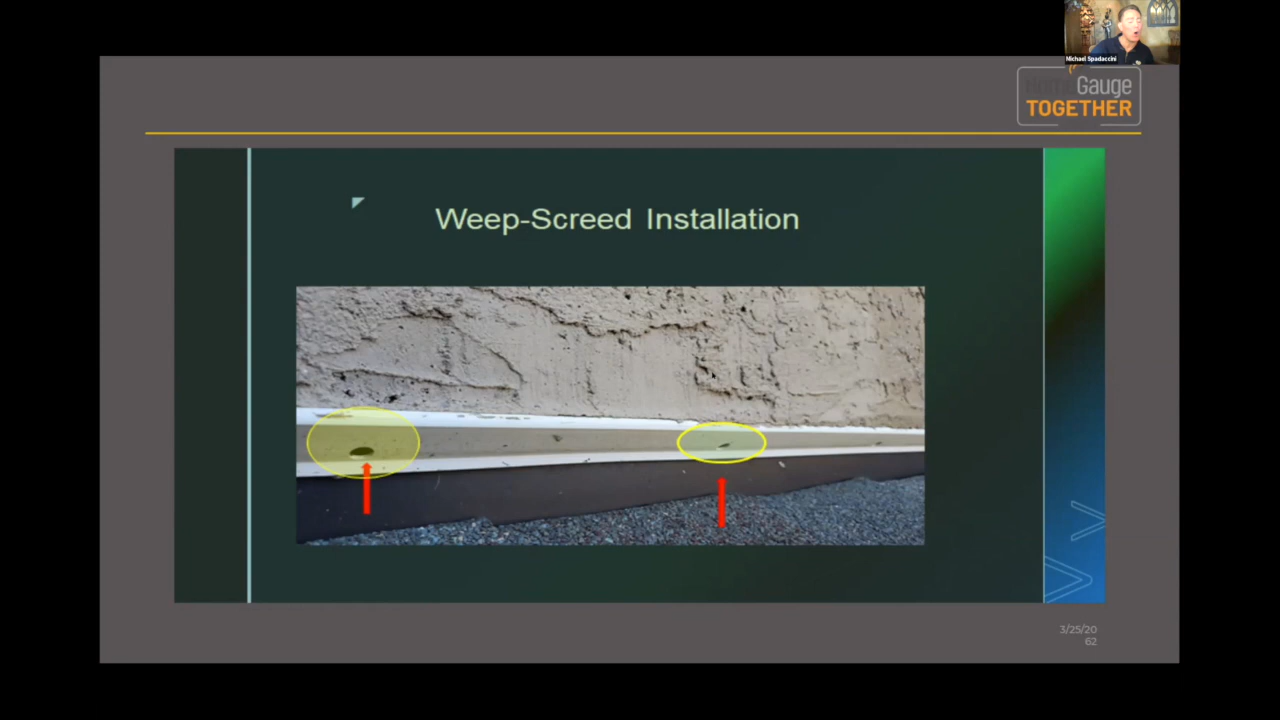 Michael Spadaccini
Gauge
TOGETHER
Weep-Screed Installation
3/25/20
62